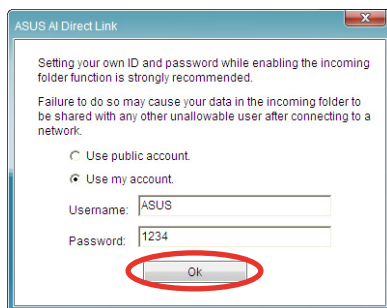 ASUS AI Direct Link
Setting your own ID and password while enabling the incoming
folder function is strongly recommended.
Failure to do so may cause your data in the incoming folder to
be shared with any other unallowable user after connecting to a
network.
Use public account.
Use my account.
Username: ASUS
Password: 1234
Ok